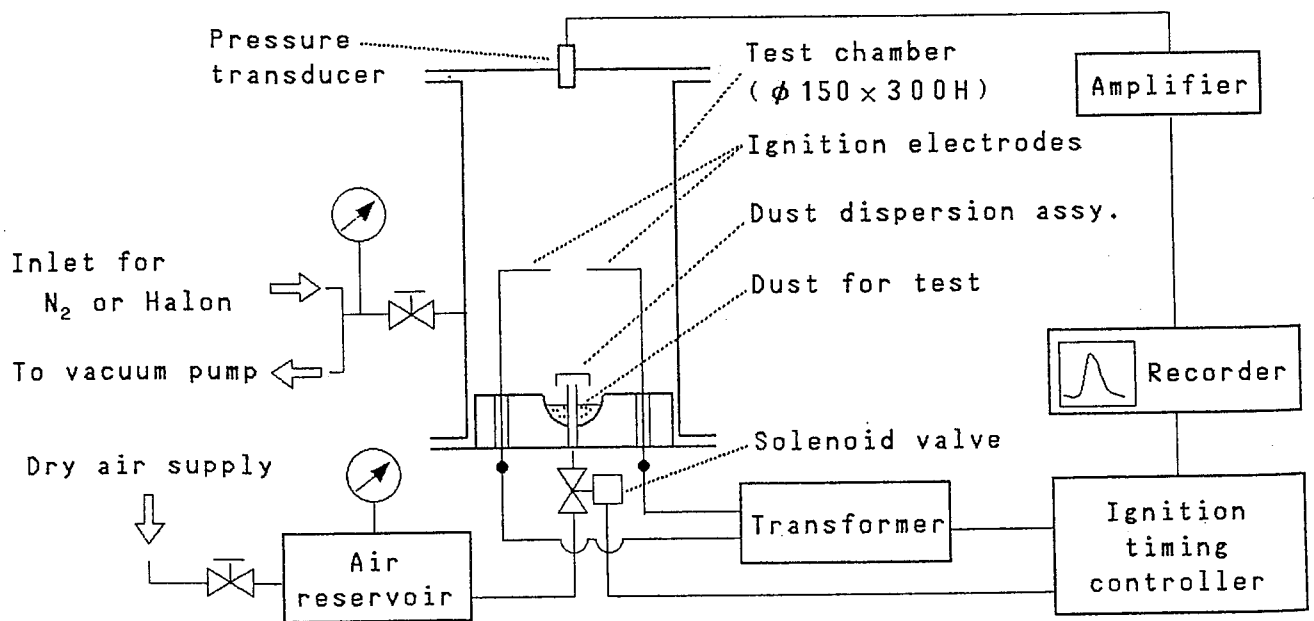 Pressure
transducer
Test chamber
(ϕ150×300H)
Amplifier
Ignition electrodes
Dust dispersion assy.
Inlet for
N₂ or Halon
Dust for test
To vacuum pump
Recorder
Dry air supply
Solenoid valve
Transformer
Ignition
timing
controller
Air
reservoir